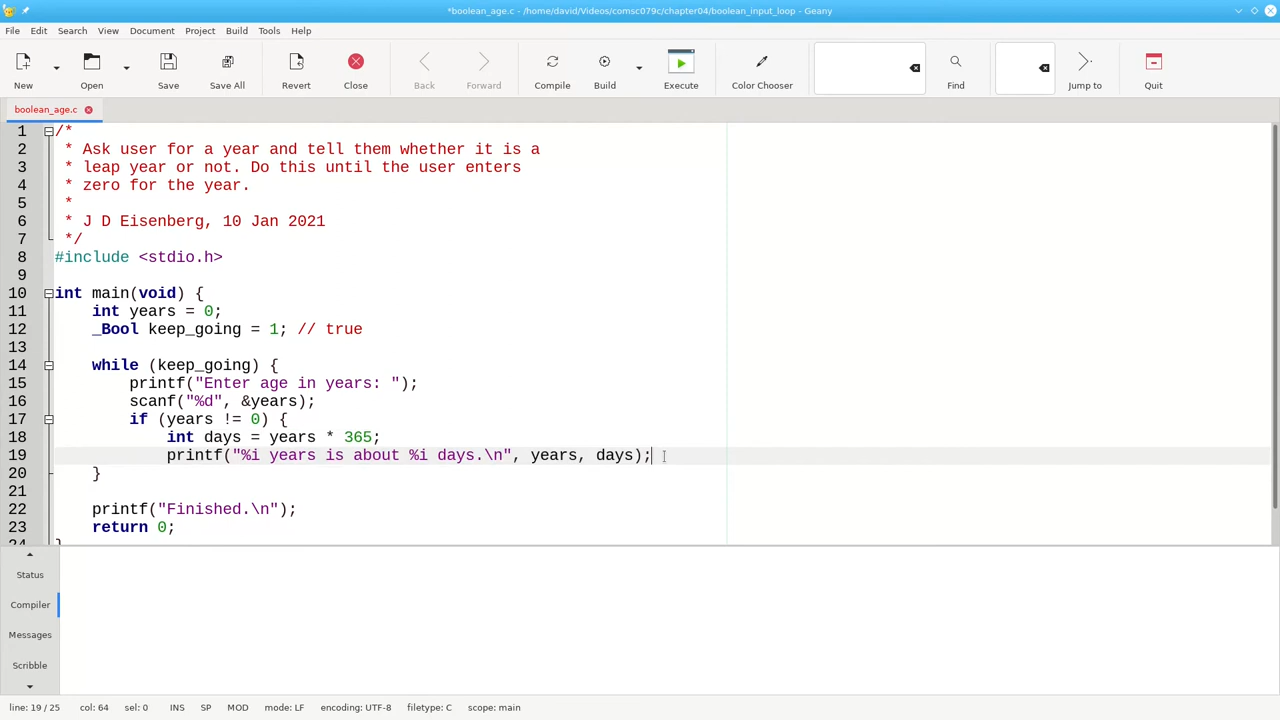 *boolean_age.c - /home/david/Videos/comsc079c/chapter04/boolean_input_loop - Geany
File Edit Search View Document Project Build Tools Help
New Open Save Save All Revert Close Back Forward Compile Build Execute Color Chooser Find Jump to Quit
boolean_age.c
1 /*
2  * Ask user for a year and tell them whether it is a
3  * leap year or not. Do this until the user enters
4  * zero for the year.
5  *
6  * J D Eisenberg, 10 Jan 2021
7  */
8 #include <stdio.h>
9
10 int main(void) {
11     int years = 0;
12     _Bool keep_going = 1; // true
13
14     while (keep_going) {
15         printf("Enter age in years: ");
16         scanf("%d", &years);
17         if (years != 0) {
18             int days = years * 365;
19             printf("%i years is about %i days.\n", years, days);
20     }
21
22     printf("Finished.\n");
23     return 0;
24 }
Status
Compiler
Messages
Scribble
line: 19 / 25 col: 64 sel: 0 INS SP MOD mode: LF encoding: UTF-8 filetype: C scope: main